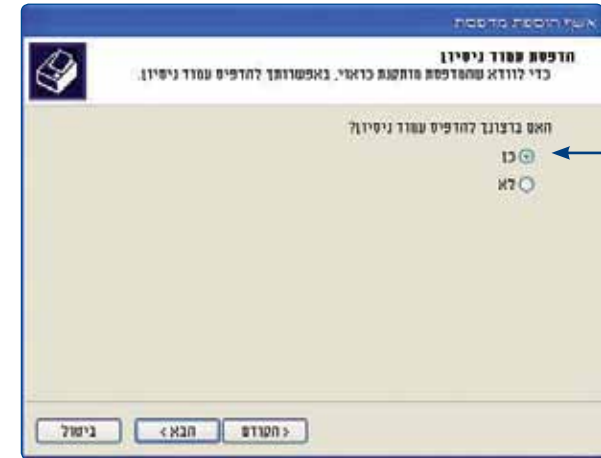 אשף הוספת מדפסת
הדפסת עמוד ניסיון
כדי לוודא שהמדפסת מותקנת כראוי, באפשרותך להדפיס עמוד ניסיון.
האם ברצונך להדפיס עמוד ניסיון?
כן
לא
< הקודם
הבא >
ביטול